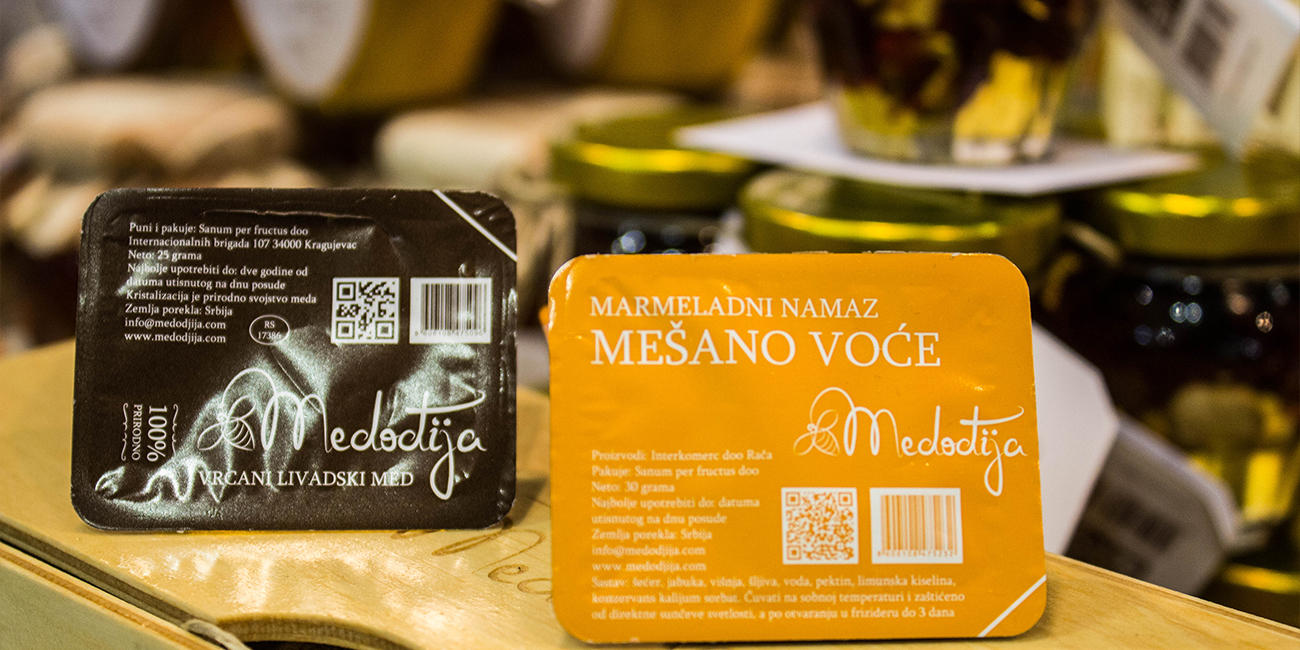 Puni i pakuje: Sanum per fructus doo
Internacionalnih brigada 107 34000 Kragujevac
Neto: 25 grama
Najbolje upotrebiti do: dve godine od
datuma utisnutog na dnu posude
Kristalizacija je prirodno svojstvo meda
Zemlja porekla: Srbija
info@medodjija.com
www.medodjija.com
RS
17386
100%
PRIRODNO
Medođija
VRCANI LIVADSKI MED
MARMELADNI NAMAZ
MEŠANO VOĆE
Medođija
Proizvodi: Interkomerc doo Rača
Pakuje: Sanum per fructus doo
Neto: 30 grama
Najbolje upotrebiti do: datuma
utisnutog na dnu posude
Zemlja porekla: Srbija
info@medodjija.com
www.medodjija.com
Sastav: šećer, jabuka, višnja, šljiva, voda, pektin, limunska kiselina,
konzervans kalijum sorbat. Čuvati na sobnoj temperaturi i zaštićeno
od direktne sunčeve svetlosti, a po otvaranju u frižideru do 3 dana